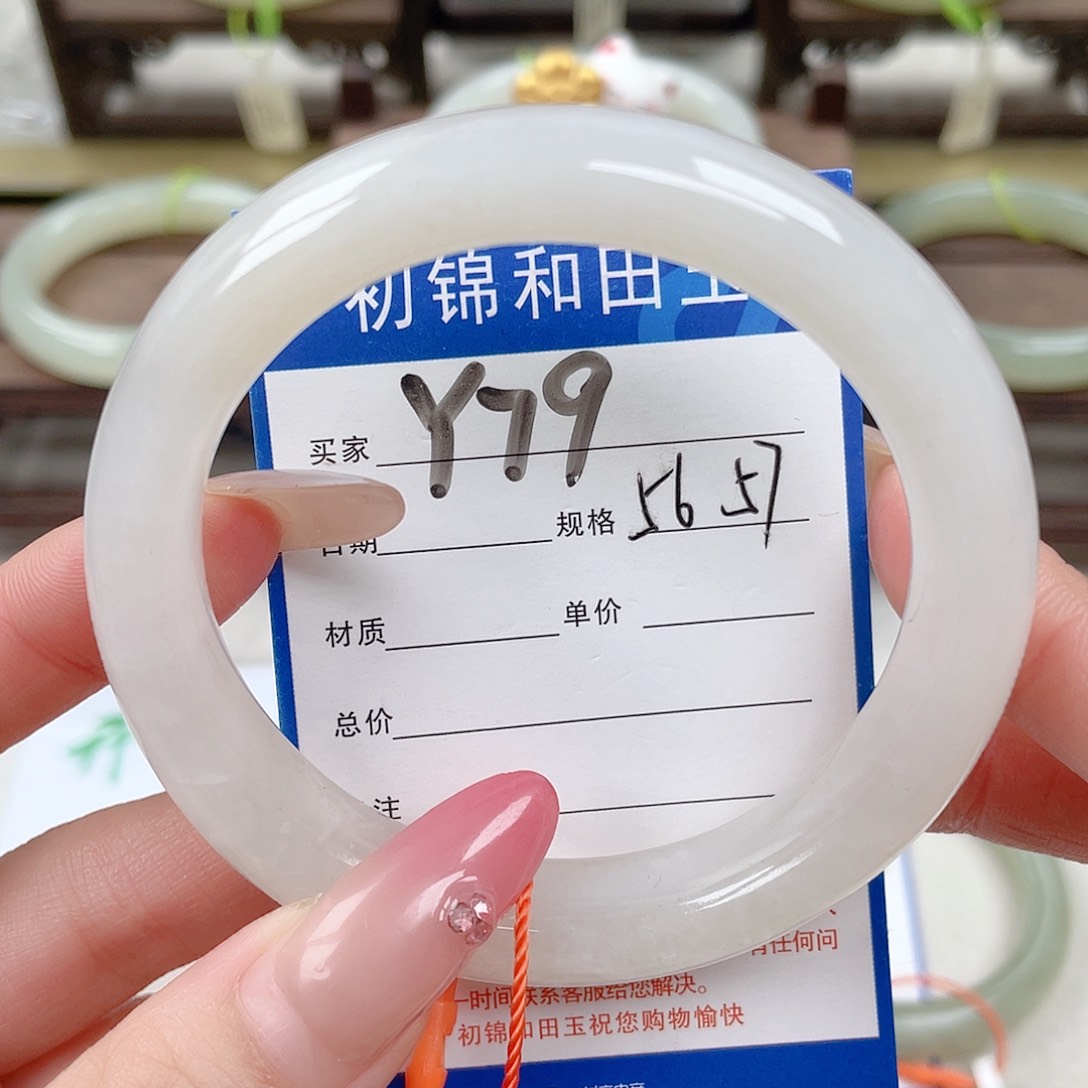 初锦和田玉
买家 Y79
日期 规格 56 57
材质 单价
总价
注
有任何问
一时间联系客服给您解决。
初锦和田玉祝您购物愉快